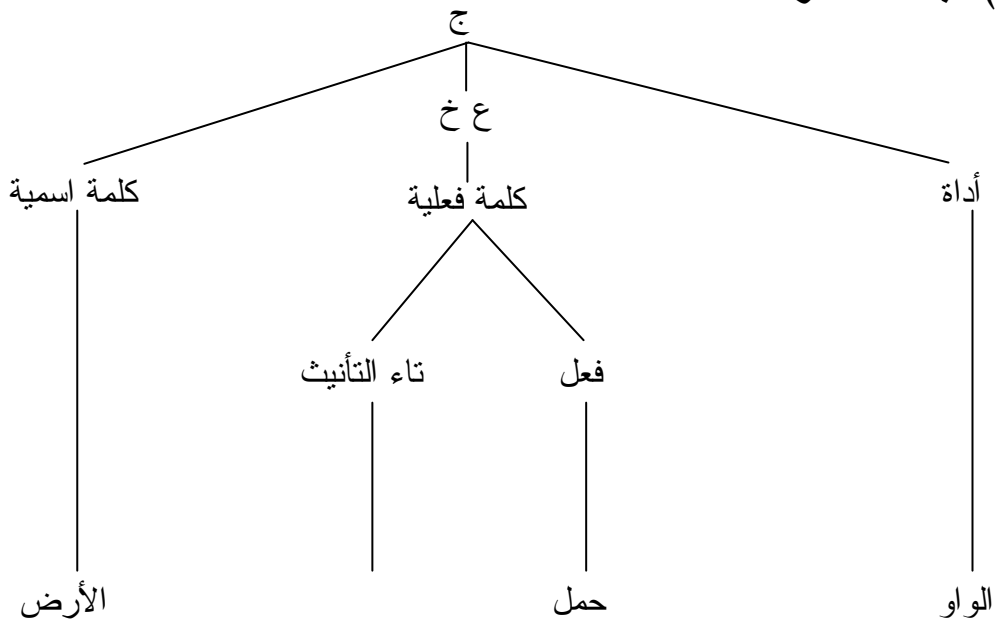 ج
ع خ
أداة كلمة فعلية كلمة اسمية
فعل تاء التأنيث
الواو حمل الأرض